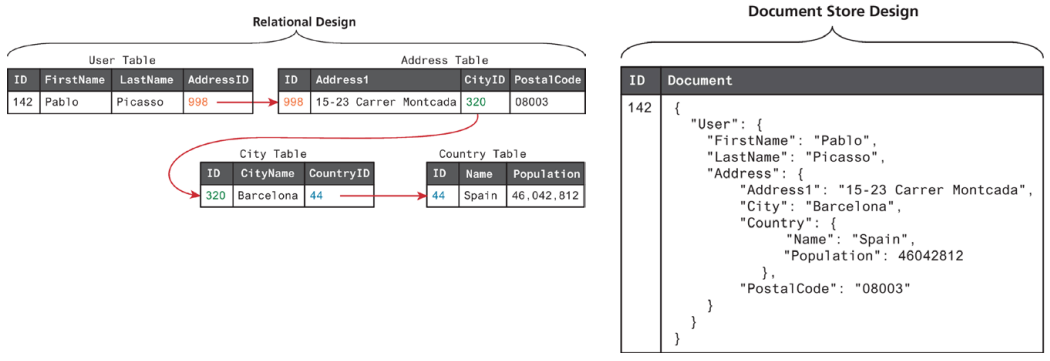 Relational Design
User Table
ID FirstName LastName AddressID
142 Pablo Picasso 998
Address Table
ID Address1 CityID PostalCode
998 15-23 Carrer Montcada 320 08003
City Table
ID CityName CountryID
320 Barcelona 44
Country Table
ID Name Population
44 Spain 46,042,812
Document Store Design
ID Document
142 {
"User": {
"FirstName": "Pablo",
"LastName": "Picasso",
"Address": {
"Address1": "15-23 Carrer Montcada",
"City": "Barcelona",
"Country": {
"Name": "Spain",
"Population": 46042812
},
"PostalCode": "08003"
}
}
}